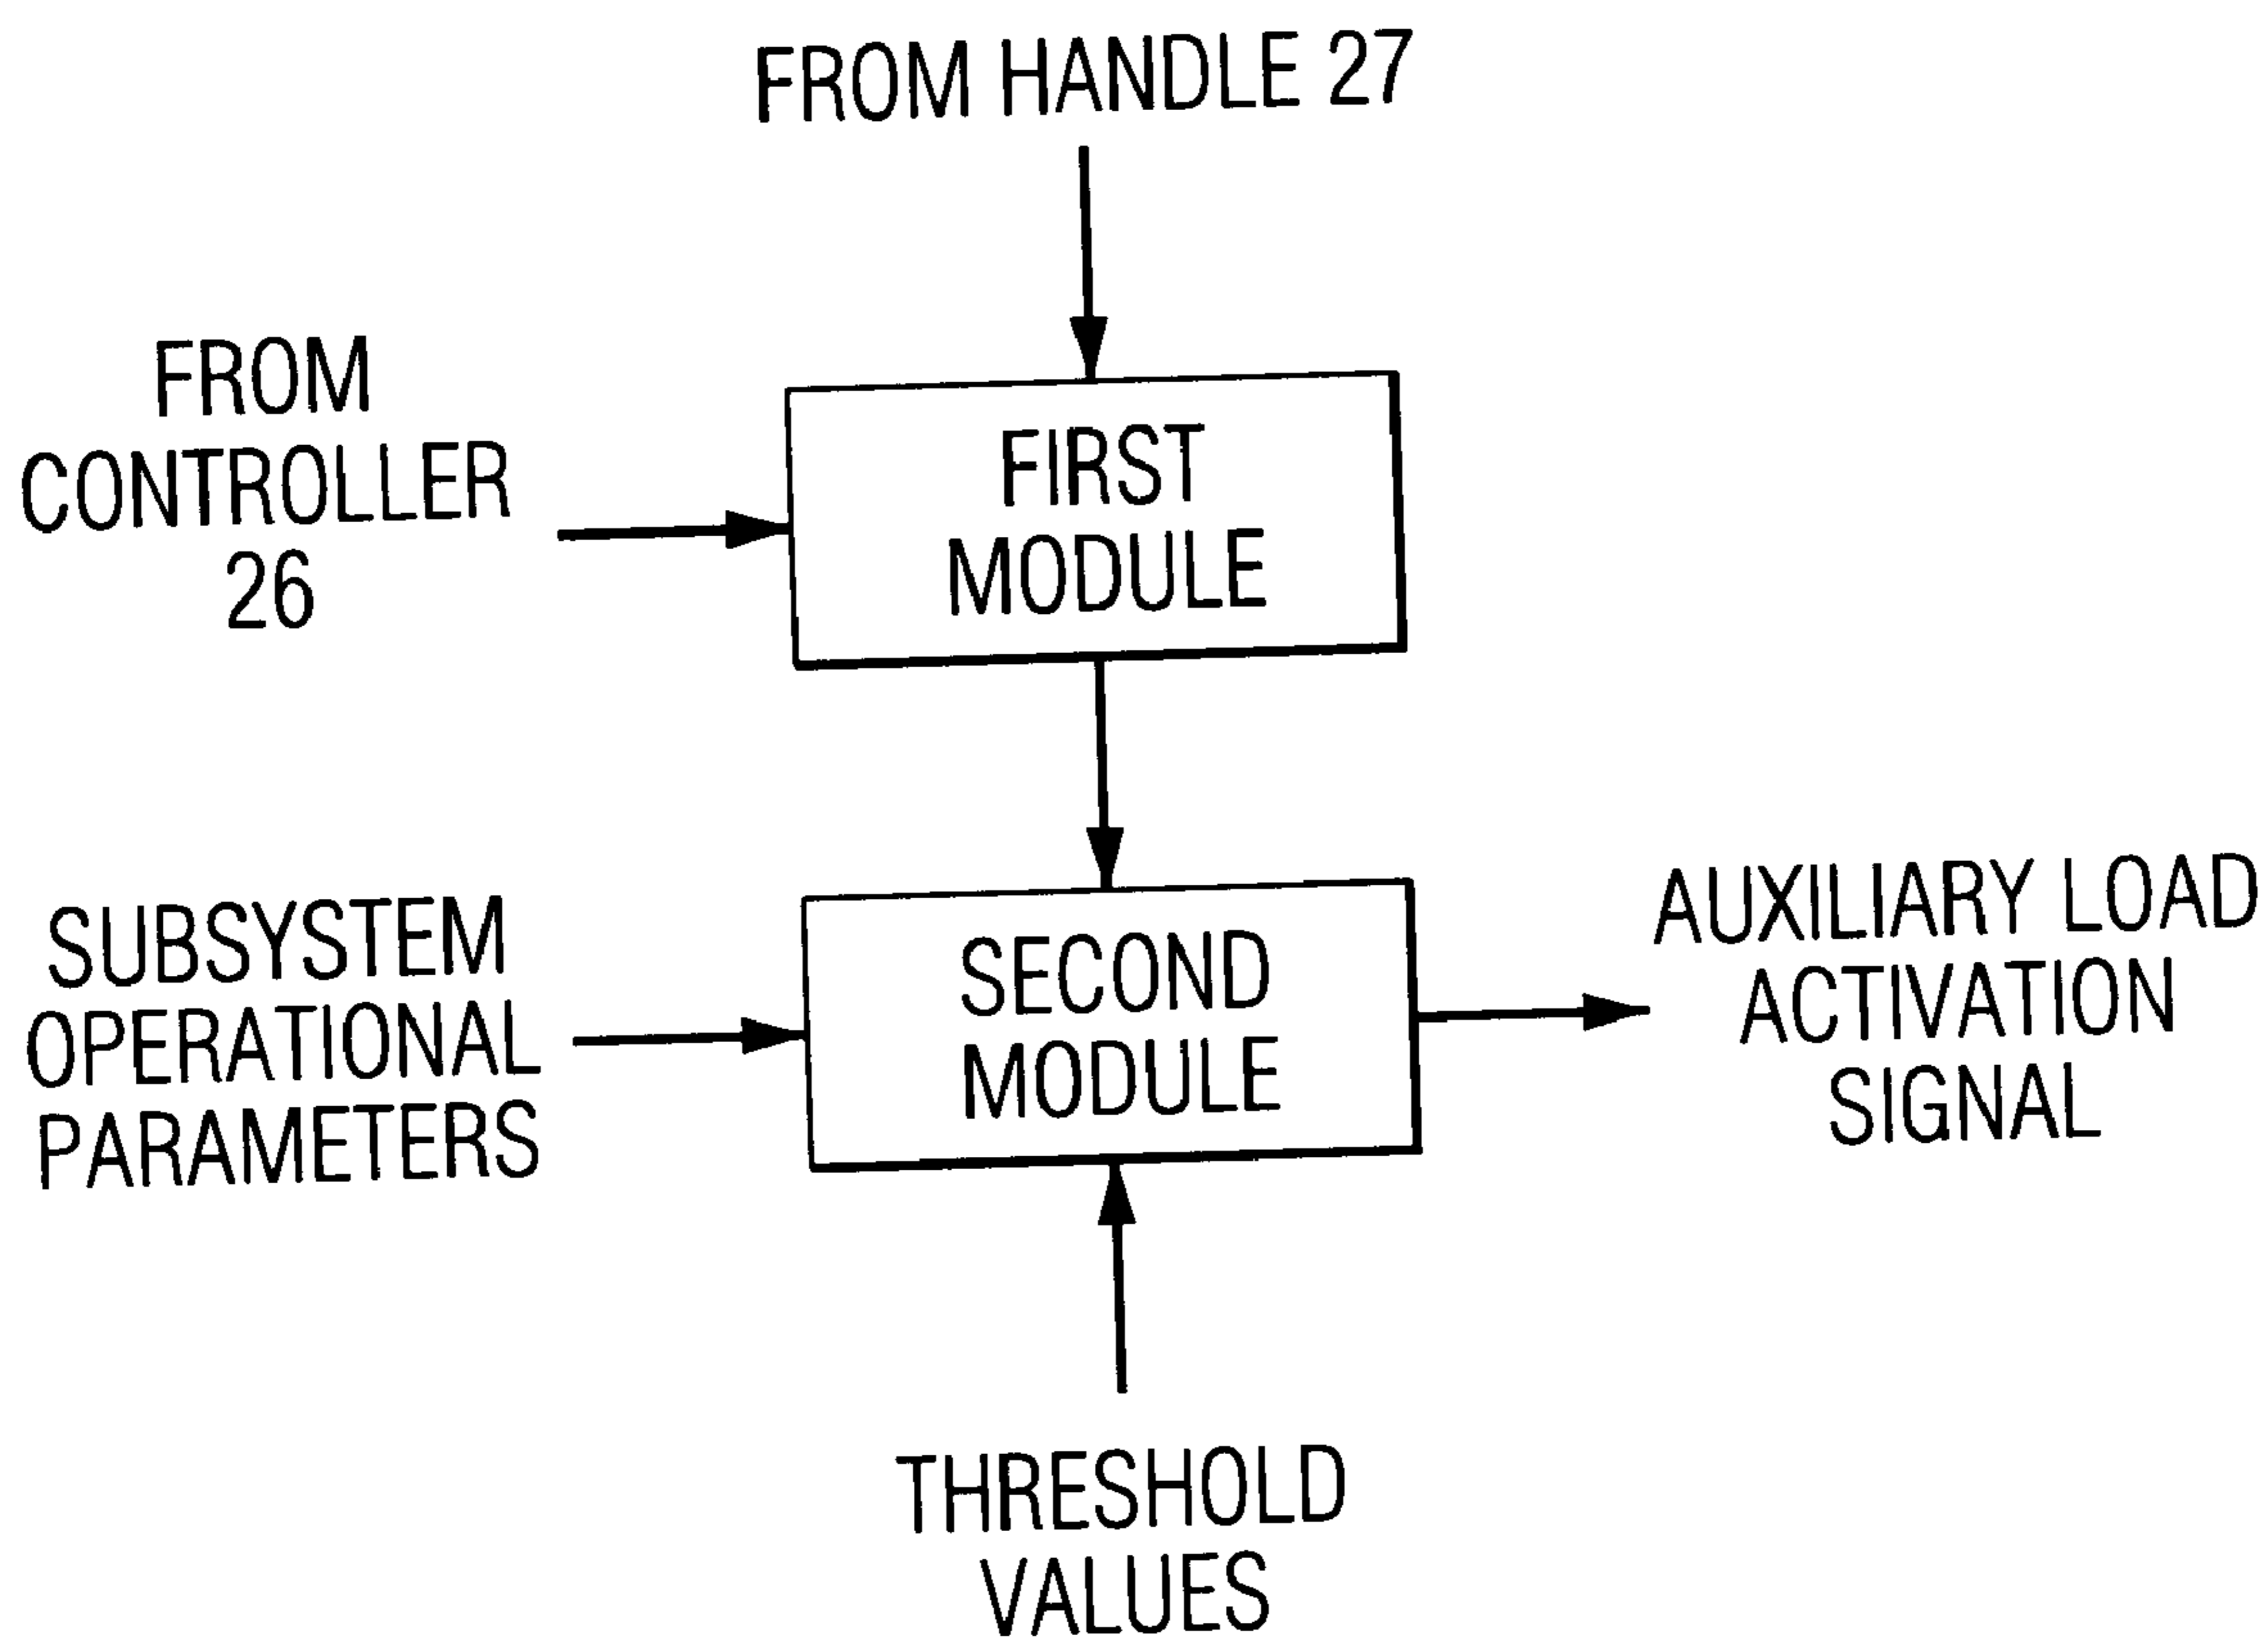 FROM HANDLE 27
FROM
CONTROLLER
26
FIRST
MODULE
SUBSYSTEM
OPERATIONAL
PARAMETERS
SECOND
MODULE
AUXILIARY LOAD
ACTIVATION
SIGNAL
THRESHOLD
VALUES